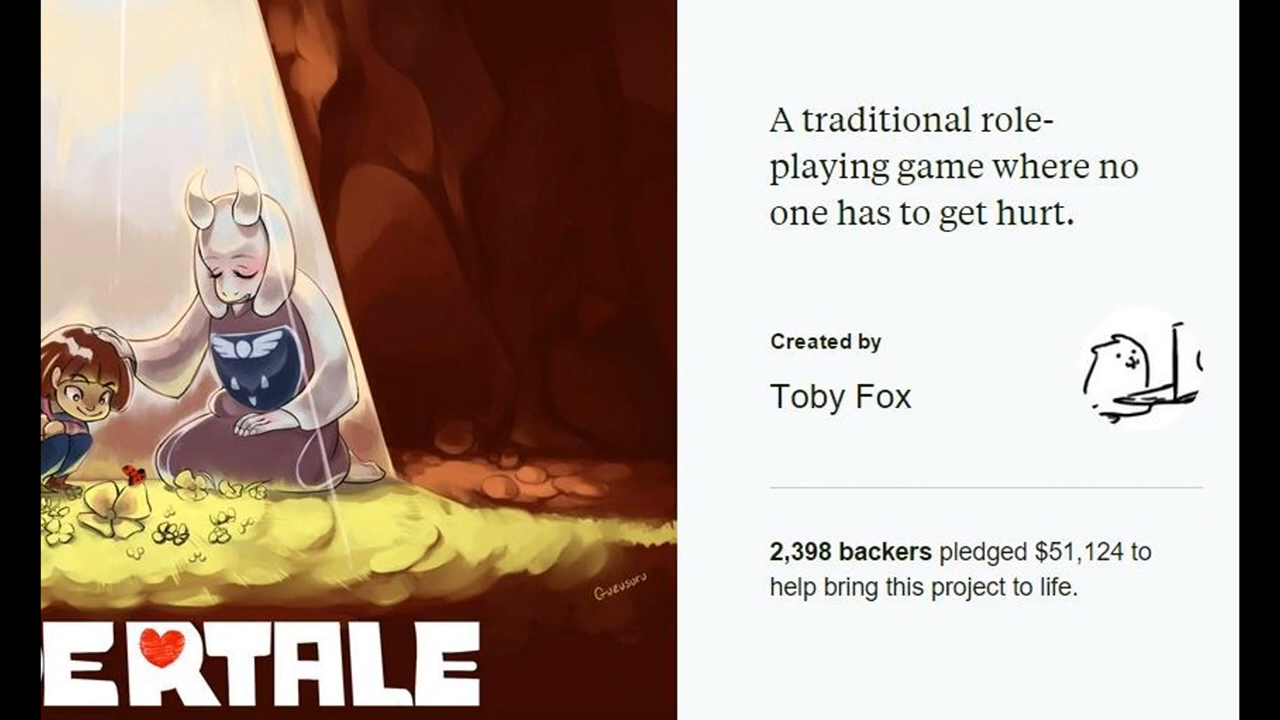 A traditional role-
playing game where no
one has to get hurt.
Created by
Toby Fox
2,398 backers pledged $51,124 to
help bring this project to life.
Guzusuru
ERTALE